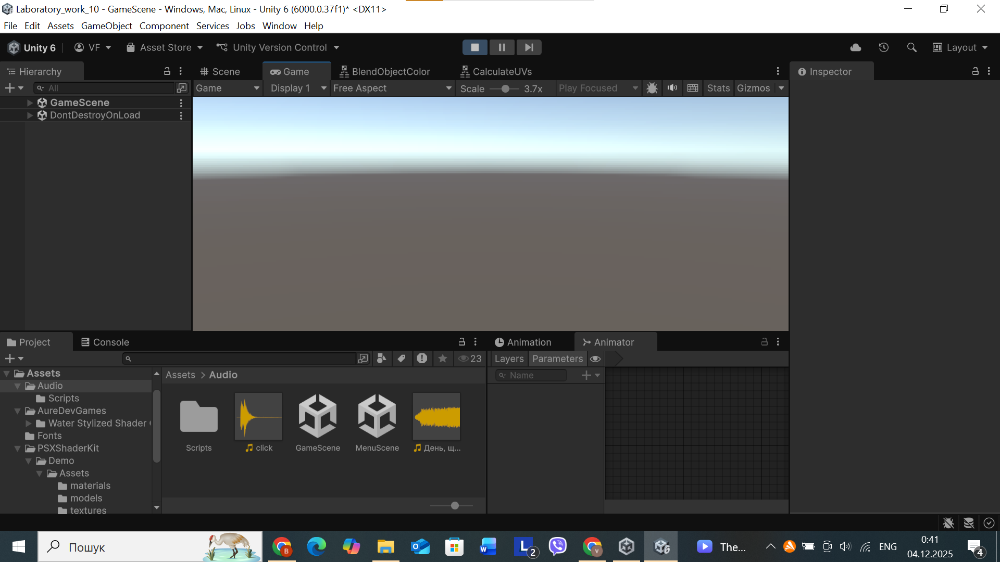 Laboratory_work_10 - GameScene - Windows, Mac, Linux - Unity 6 (6000.0.37f1)* <DX11>
File Edit Assets GameObject Component Services Jobs Window Help
Unity 6 VF Asset Store Unity Version Control Layout
Hierarchy Scene Game BlendObjectColor CalculateUVs Inspector
All Game Display 1 Free Aspect Scale 3.7x Play Focused Stats Gizmos
GameScene
DontDestroyOnLoad
Project Console Animation Animator
23 Layers Parameters
Assets Assets > Audio Name
Audio
Scripts
AureDevGames
Water Stylized Shader
Fonts
PSXShaderKit
Demo
Assets
materials
models
textures
Scripts click GameScene MenuScene День, щ...
Пошук B L 2 W V 6 The... ENG 0:41
04.12.2025 4